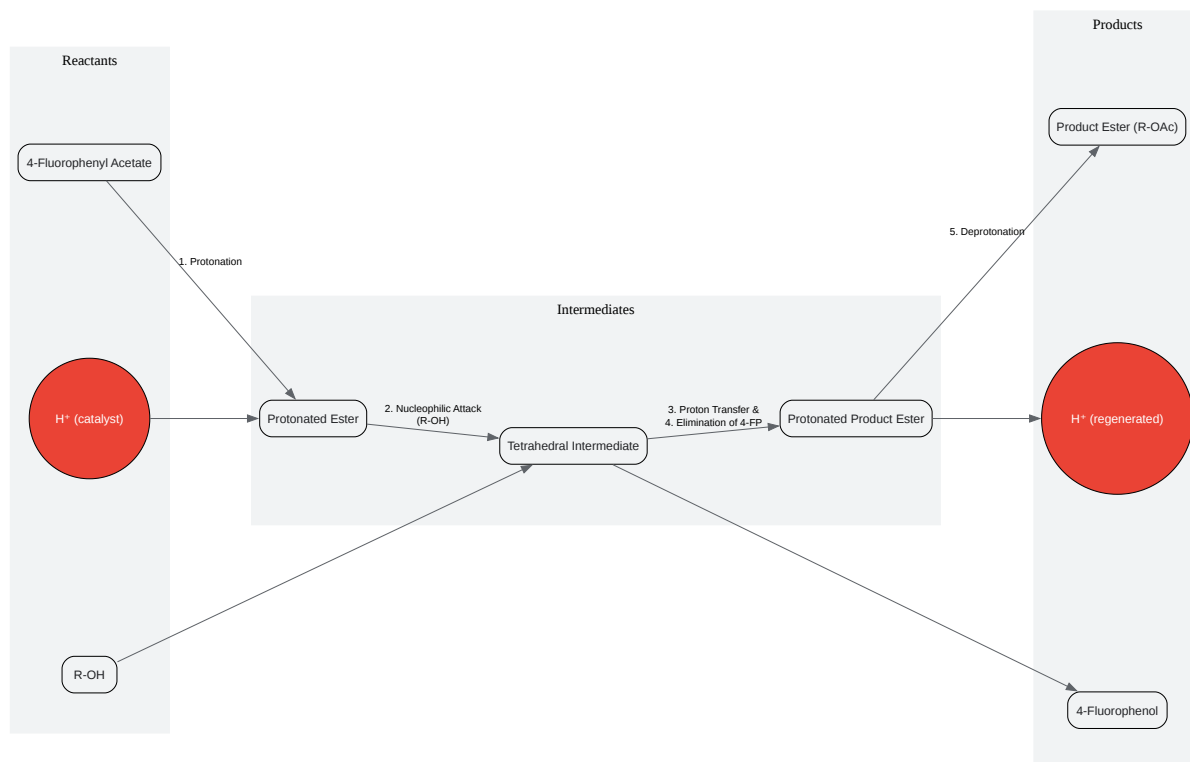 Products
Reactants
Product Ester (R-OAc)
4-Fluorophenyl Acetate
5. Deprotonation
1. Protonation
Intermediates
H⁺ (catalyst)
Protonated Ester
2. Nucleophilic Attack
(R-OH)
Tetrahedral Intermediate
3. Proton Transfer &
4. Elimination of 4-FP
Protonated Product Ester
H⁺ (regenerated)
R-OH
4-Fluorophenol